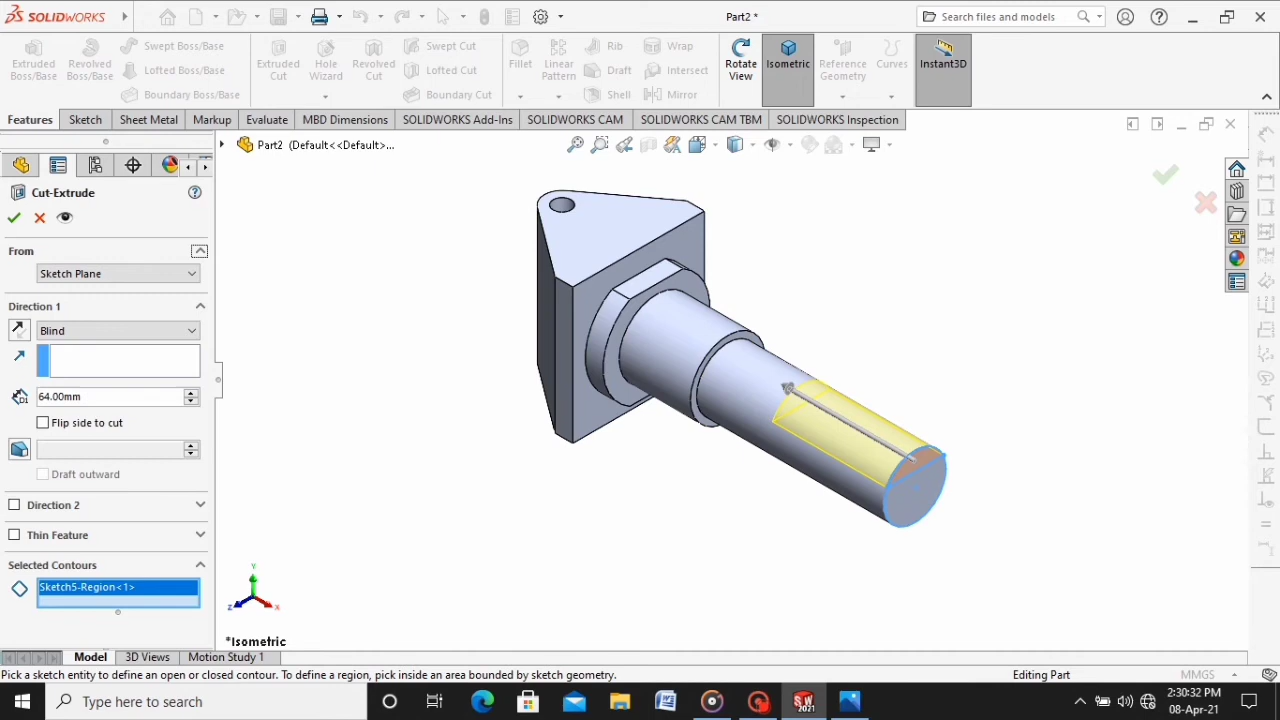 SOLIDWORKS
Part2 *
Search files and models
Extruded Boss/Base
Revolved Boss/Base
Swept Boss/Base
Lofted Boss/Base
Boundary Boss/Base
Extruded Cut
Hole Wizard
Revolved Cut
Swept Cut
Lofted Cut
Boundary Cut
Fillet
Linear Pattern
Rib
Draft
Shell
Wrap
Intersect
Mirror
Rotate View
Isometric
Reference Geometry
Curves
Instant3D
Features
Sketch
Sheet Metal
Markup
Evaluate
MBD Dimensions
SOLIDWORKS Add-Ins
SOLIDWORKS CAM
SOLIDWORKS CAM TBM
SOLIDWORKS Inspection
Part2 (Default<<Default>...
Cut-Extrude
From
Sketch Plane
Direction 1
Blind
64.00mm
Flip side to cut
Draft outward
Direction 2
Thin Feature
Selected Contours
Sketch5-Region<1>
Y
Z
X
*Isometric
Model
3D Views
Motion Study 1
Pick a sketch entity to define an open or closed contour. To define a region, pick inside an area bounded by sketch geometry.
Editing Part
MMGS
Type here to search
SW
2021
2:30:32 PM
08-Apr-21